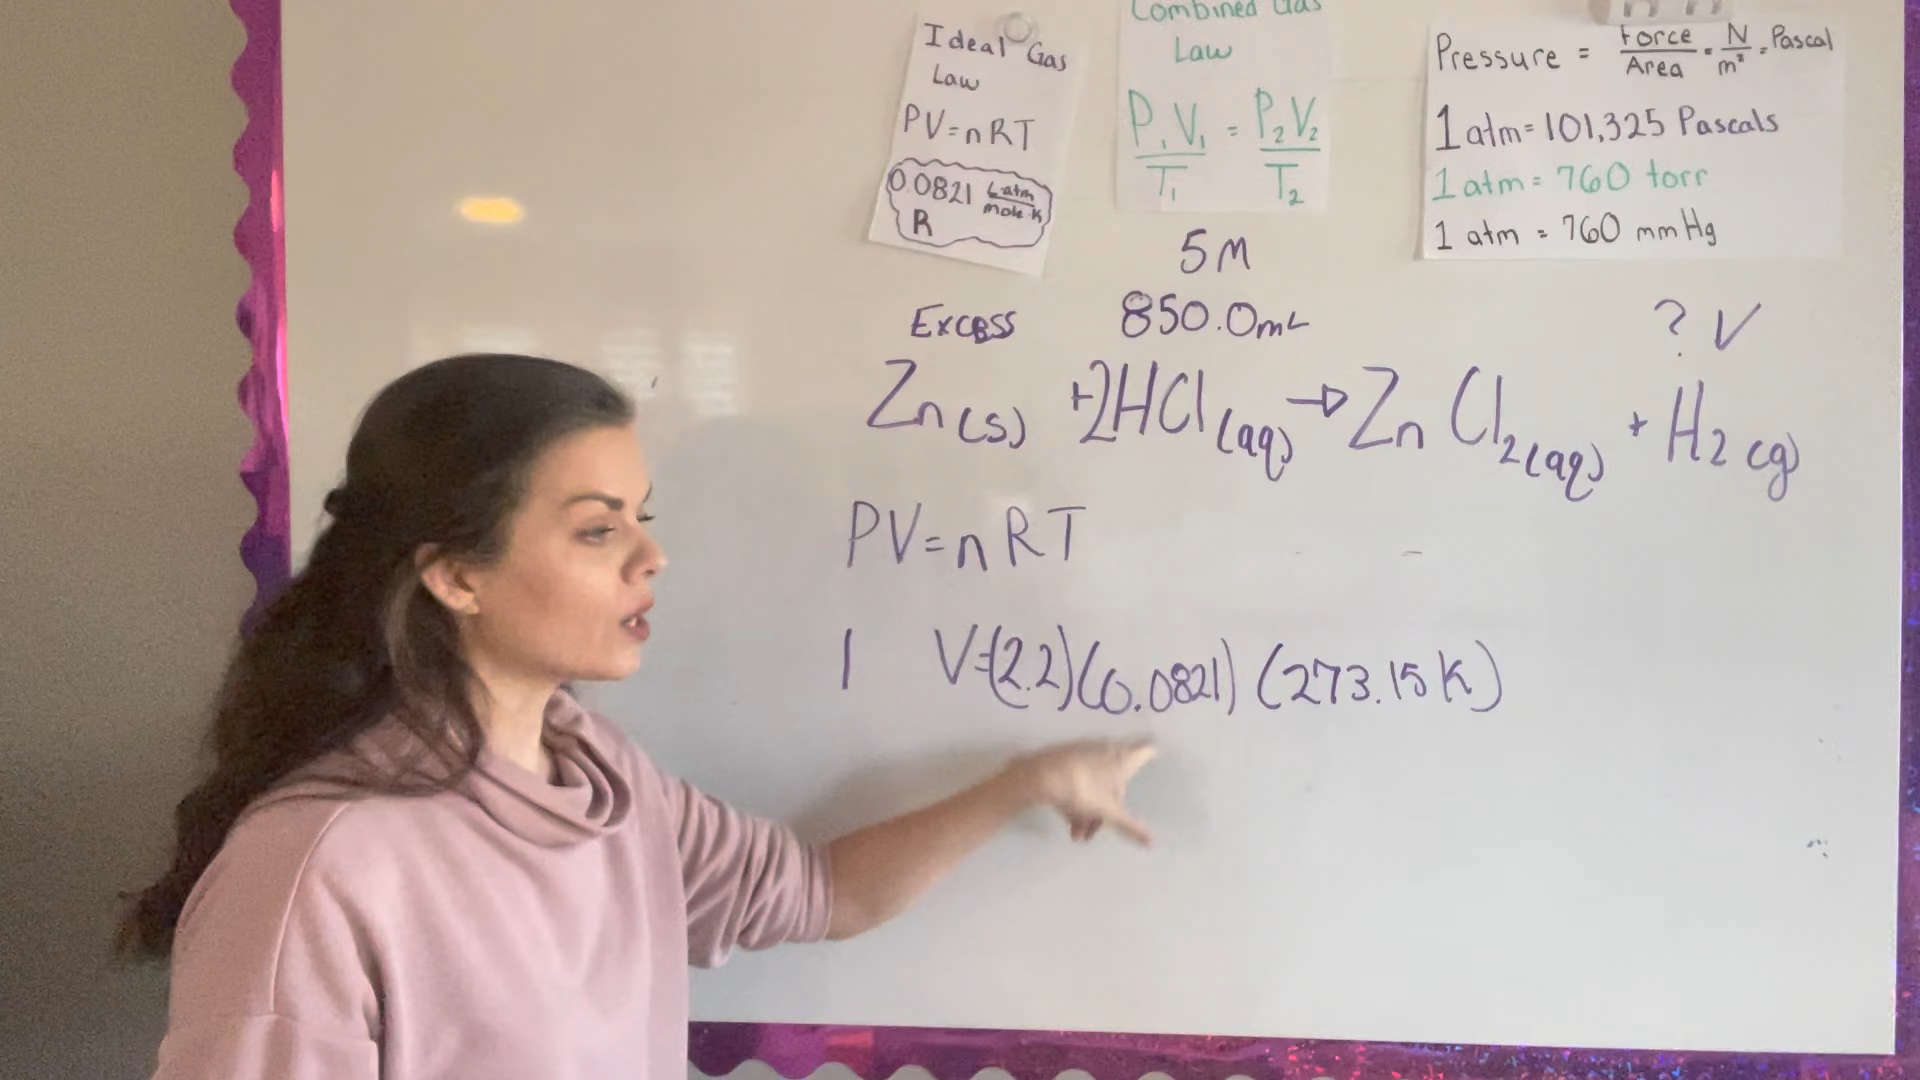 Ideal Gas
Law
PV=nRT
0.0821 L·atm/mole·K
R
Combined Gas
Law
P₁V₁/T₁ = P₂V₂/T₂
Pressure = Force/Area = N/m² = Pascal
1 atm = 101,325 Pascals
1 atm = 760 torr
1 atm = 760 mmHg
5M
Excess 850.0mL ? V
Zn(s) +2HCl(aq) → ZnCl₂(aq) + H₂(g)
PV=nRT
1 V=(2.2)(0.0821)(273.15K)